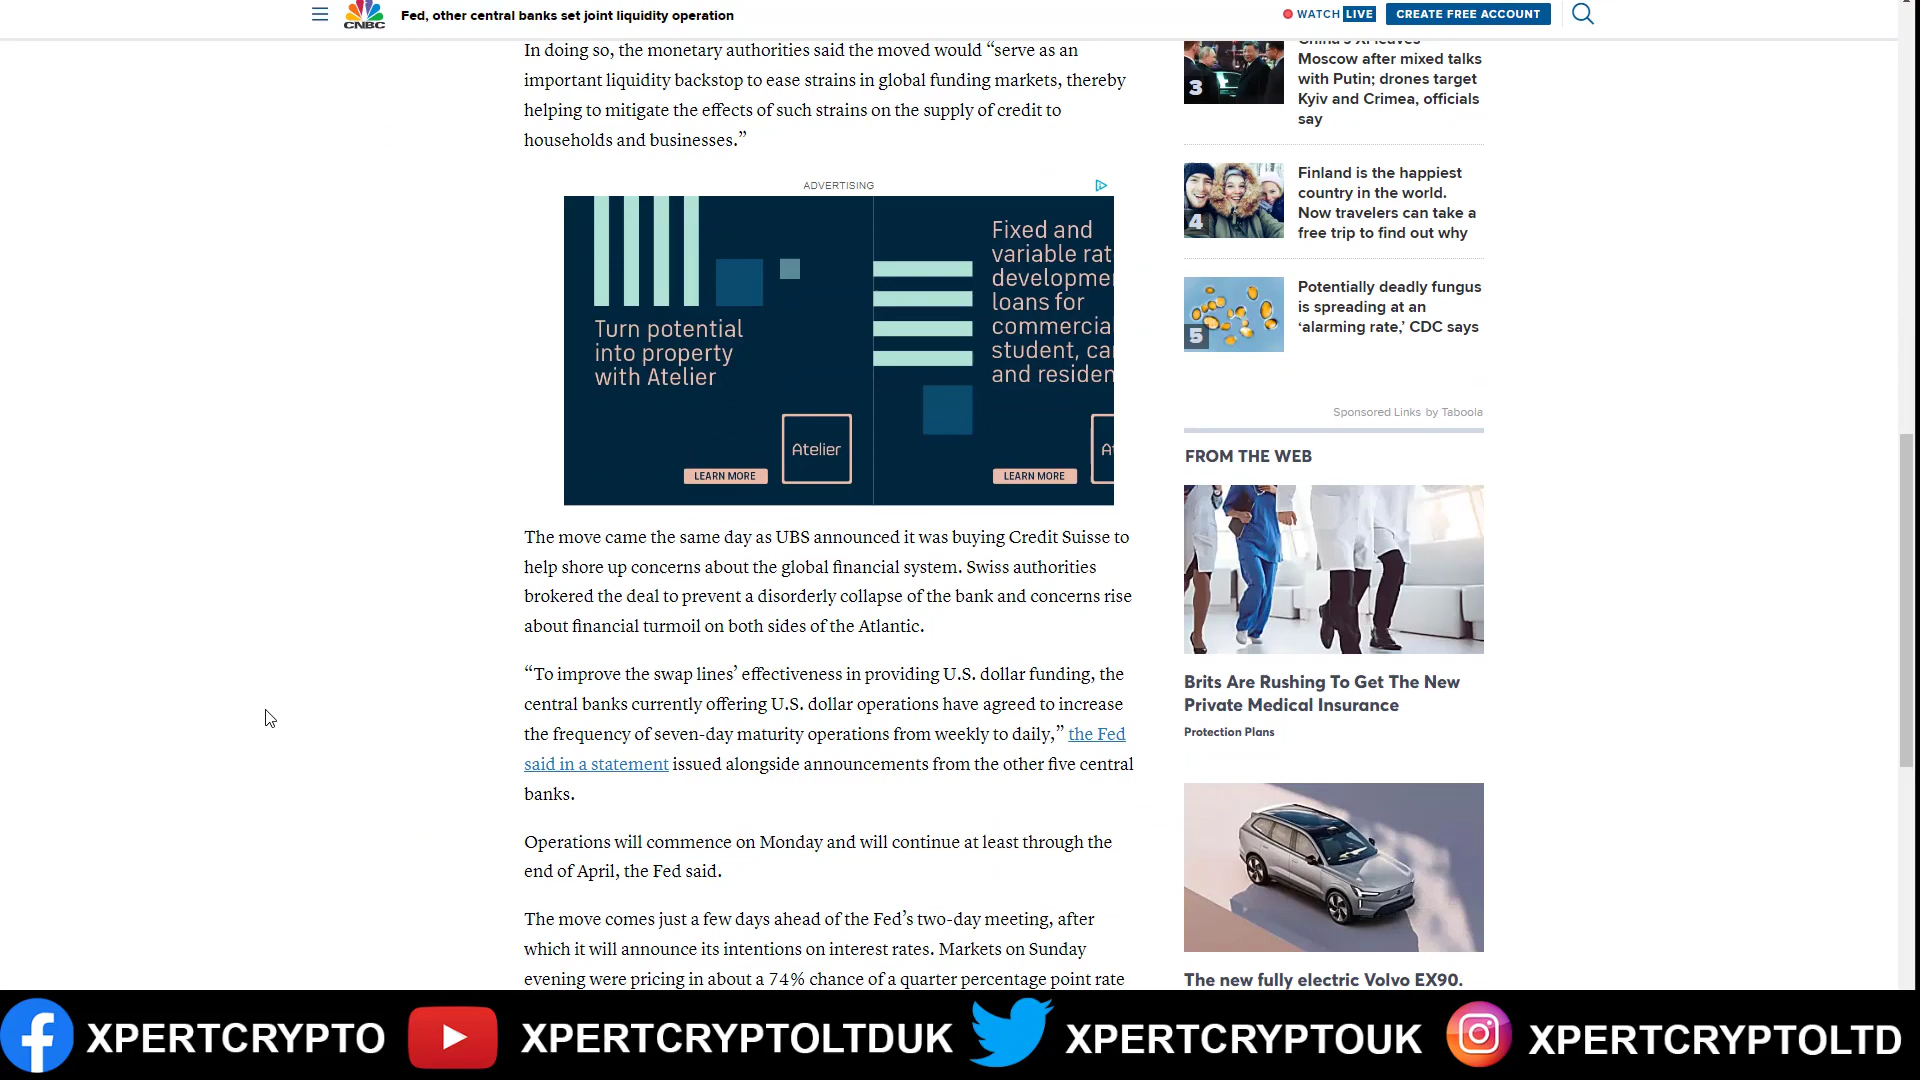 CNBC
Fed, other central banks set joint liquidity operation
WATCH LIVE
CREATE FREE ACCOUNT
In doing so, the monetary authorities said the moved would “serve as an
important liquidity backstop to ease strains in global funding markets, thereby
helping to mitigate the effects of such strains on the supply of credit to
households and businesses.”
ADVERTISING
Turn potential
into property
with Atelier
Atelier
LEARN MORE
Fixed and
variable rat
developme
loans for
commercia
student, ca
and residen
At
LEARN MORE
The move came the same day as UBS announced it was buying Credit Suisse to
help shore up concerns about the global financial system. Swiss authorities
brokered the deal to prevent a disorderly collapse of the bank and concerns rise
about financial turmoil on both sides of the Atlantic.
“To improve the swap lines’ effectiveness in providing U.S. dollar funding, the
central banks currently offering U.S. dollar operations have agreed to increase
the frequency of seven-day maturity operations from weekly to daily,” the Fed
said in a statement issued alongside announcements from the other five central
banks.
Operations will commence on Monday and will continue at least through the
end of April, the Fed said.
The move comes just a few days ahead of the Fed’s two-day meeting, after
which it will announce its intentions on interest rates. Markets on Sunday
evening were pricing in about a 74% chance of a quarter percentage point rate
3
China’s Xi leaves
Moscow after mixed talks
with Putin; drones target
Kyiv and Crimea, officials
say
4
Finland is the happiest
country in the world.
Now travelers can take a
free trip to find out why
5
Potentially deadly fungus
is spreading at an
‘alarming rate,’ CDC says
Sponsored Links by Taboola
FROM THE WEB
Brits Are Rushing To Get The New
Private Medical Insurance
Protection Plans
The new fully electric Volvo EX90.
XPERTCRYPTO
XPERTCRYPTOLTDUK
XPERTCRYPTOUK
XPERTCRYPTOLTD